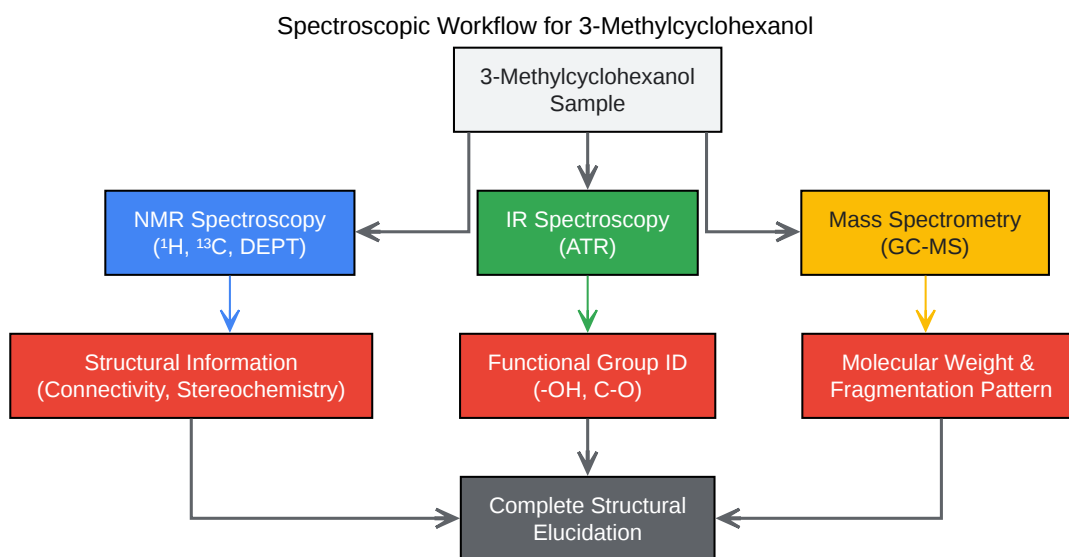 Spectroscopic Workflow for 3-Methylcyclohexanol
3-Methylcyclohexanol
Sample
NMR Spectroscopy
(¹H, ¹³C, DEPT)
IR Spectroscopy
(ATR)
Mass Spectrometry
(GC-MS)
Structural Information
(Connectivity, Stereochemistry)
Functional Group ID
(-OH, C-O)
Molecular Weight &
Fragmentation Pattern
Complete Structural
Elucidation